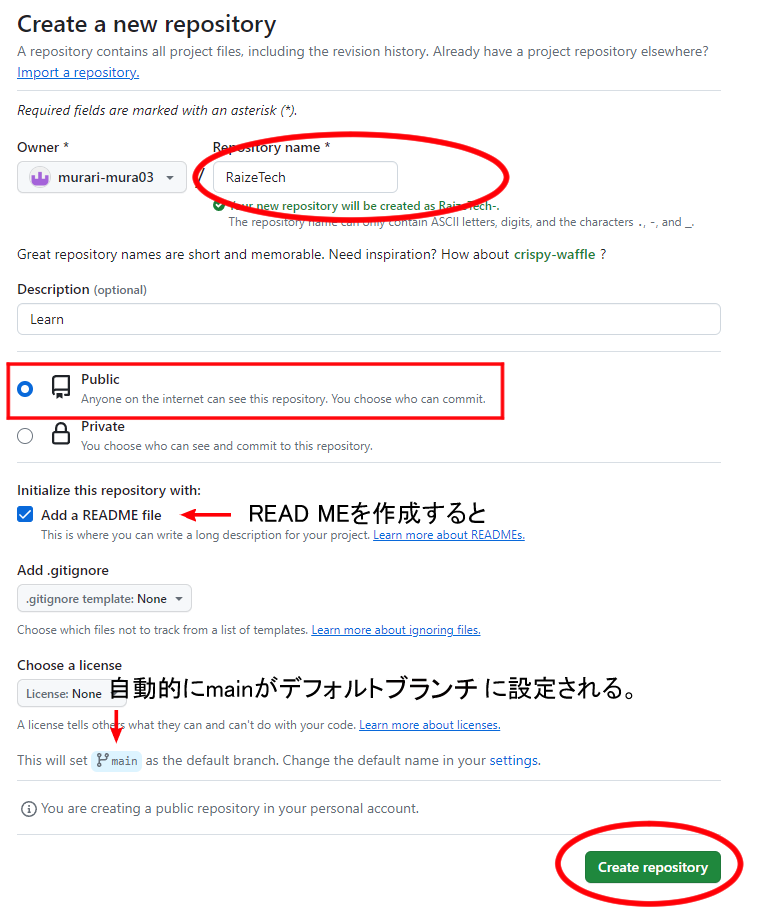 Create a new repository
A repository contains all project files, including the revision history. Already have a project repository elsewhere?
Import a repository.
Required fields are marked with an asterisk (*).
Owner *
Repository name *
murari-mura03
/
RaizeTech
Your new repository will be created as RaizeTech-.
The repository name can only contain ASCII letters, digits, and the characters ., -, and _.
Great repository names are short and memorable. Need inspiration? How about crispy-waffle ?
Description (optional)
Learn
Public
Anyone on the internet can see this repository. You choose who can commit.
Private
You choose who can see and commit to this repository.
Initialize this repository with:
Add a README file
READ MEを作成すると
This is where you can write a long description for your project. Learn more about READMEs.
Add .gitignore
.gitignore template: None
Choose which files not to track from a list of templates. Learn more about ignoring files.
Choose a license
License: None
自動的にmainがデフォルトブランチ に設定される。
A license tells others what they can and can't do with your code. Learn more about licenses.
This will set main as the default branch. Change the default name in your settings.
You are creating a public repository in your personal account.
Create repository